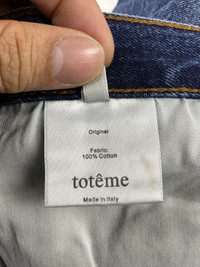 Original
Fabric:
100% Cotton
totême
Made in Italy